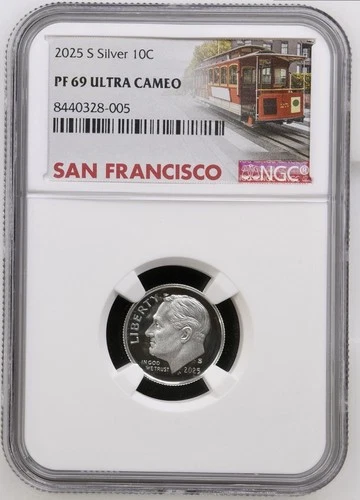 2025 S Silver 10C
PF 69 ULTRA CAMEO
8440328-005
SAN FRANCISCO
NGC®
LIBERTY
IN GOD
WE TRUST
S
2025